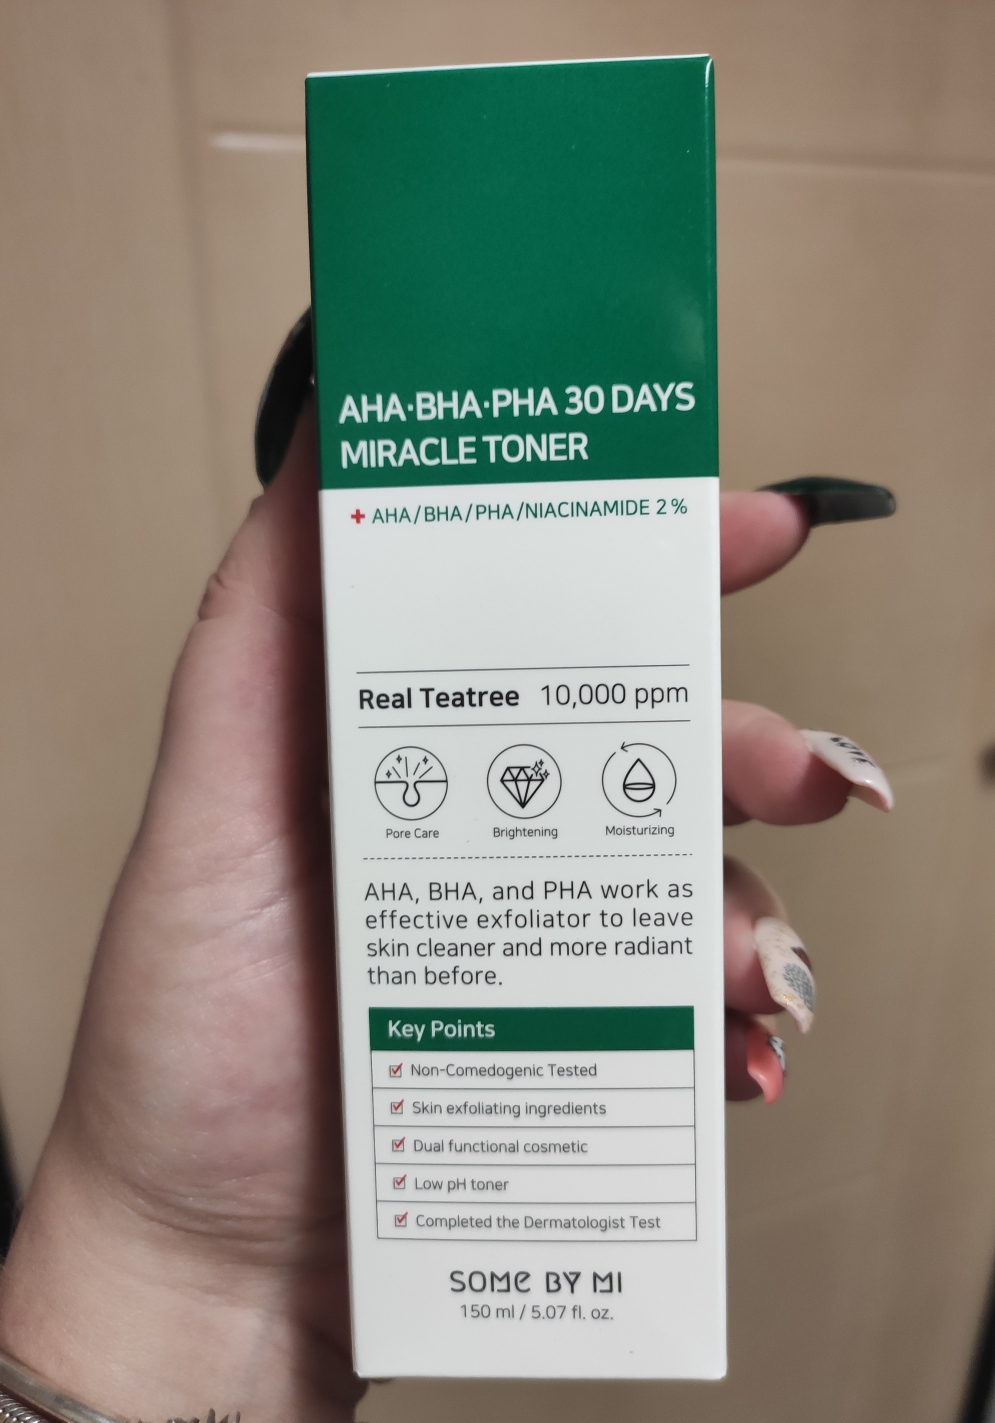 AHA·BHA·PHA 30 DAYS
MIRACLE TONER
+ AHA/BHA/PHA/NIACINAMIDE 2%
Real Teatree 10,000 ppm
Pore Care Brightening Moisturizing
AHA, BHA, and PHA work as
effective exfoliator to leave
skin cleaner and more radiant
than before.
Key Points
Non-Comedogenic Tested
Skin exfoliating ingredients
Dual functional cosmetic
Low pH toner
Completed the Dermatologist Test
SOME BY MI
150 ml / 5.07 fl. oz.